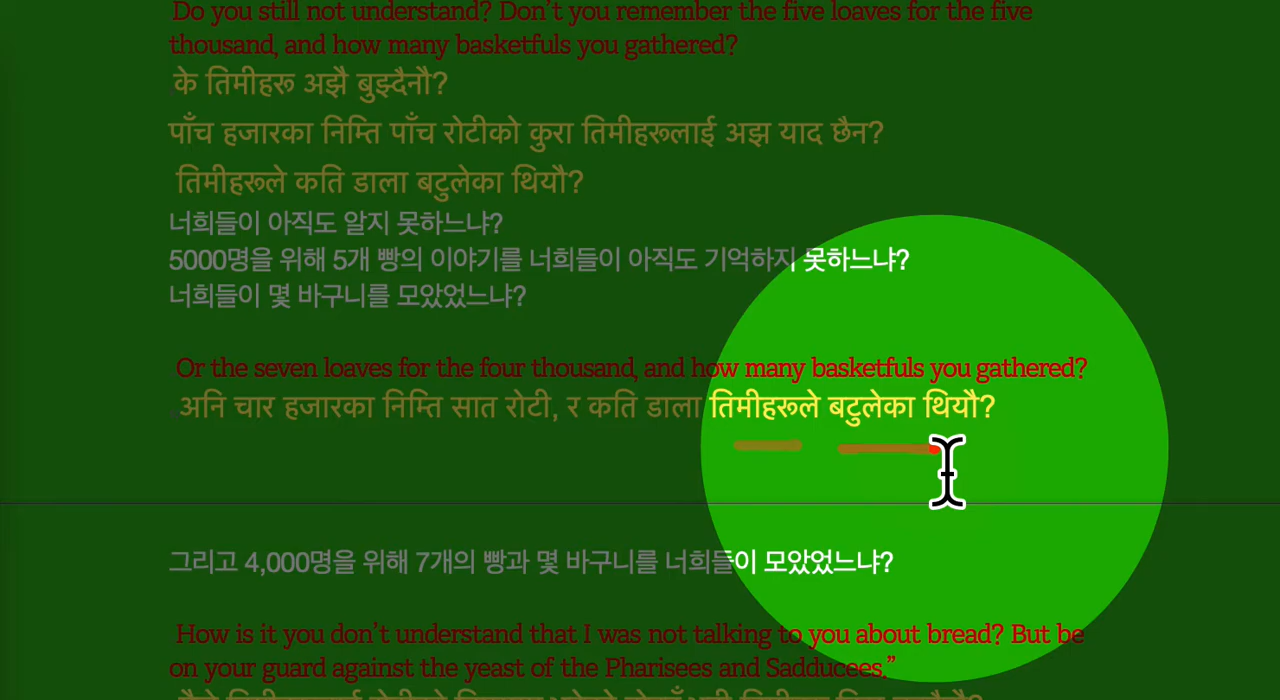 Do you still not understand? Don’t you remember the five loaves for the five
thousand, and how many basketfuls you gathered?
के तिमीहरू अझै बुझ्दैनौ?
पाँच हजारका निम्ति पाँच रोटीको कुरा तिमीहरूलाई अझ याद छैन?
तिमीहरूले कति डाला बटुलेका थियौ?
너희들이 아직도 알지 못하느냐?
5000명을 위해 5개 빵의 이야기를 너희들이 아직도 기억하지 못하느냐?
너희들이 몇 바구니를 모았었느냐?
Or the seven loaves for the four thousand, and how many basketfuls you gathered?
अनि चार हजारका निम्ति सात रोटी, र कति डाला तिमीहरूले बटुलेका थियौ?
그리고 4,000명을 위해 7개의 빵과 몇 바구니를 너희들이 모았었느냐?
How is it you don’t understand that I was not talking to you about bread? But be
on your guard against the yeast of the Pharisees and Sadducees.”